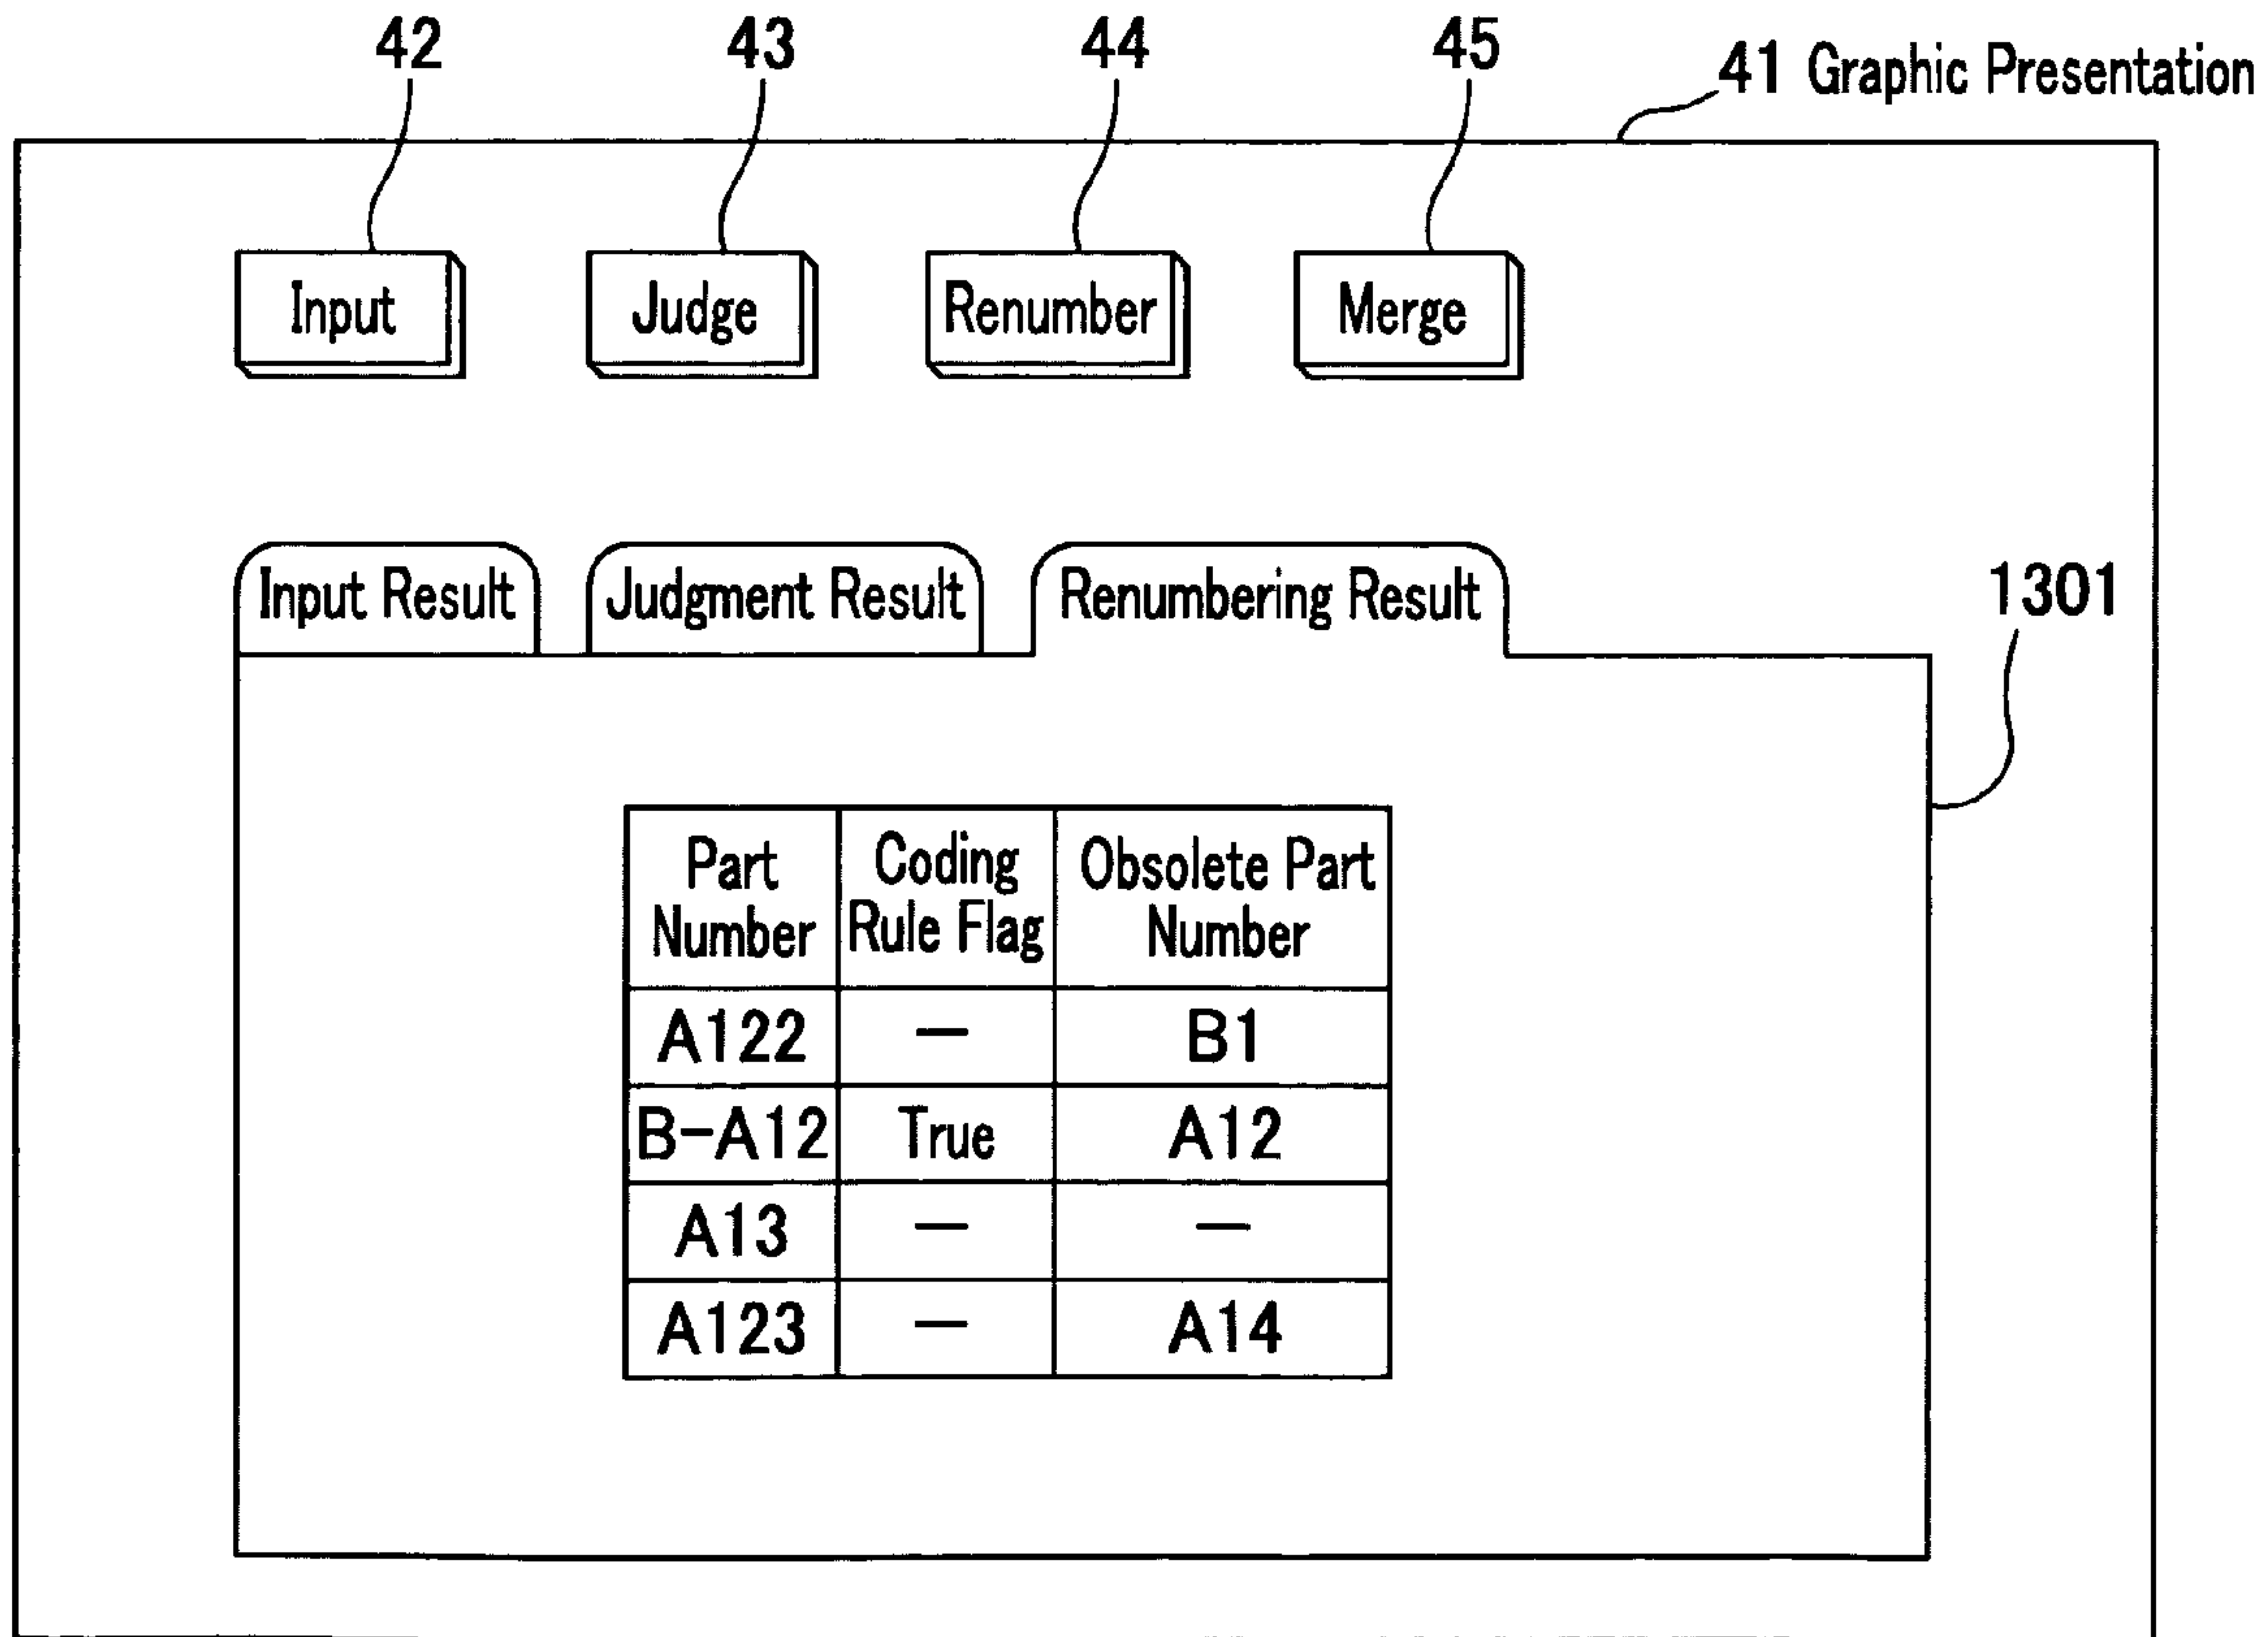 42 43 44 45
41 Graphic Presentation
Input Judge Renumber Merge
Input Result Judgment Result Renumbering Result
1301
Part Number Coding Rule Flag Obsolete Part Number
A122 — B1
B-A12 True A12
A13 — —
A123 — A14